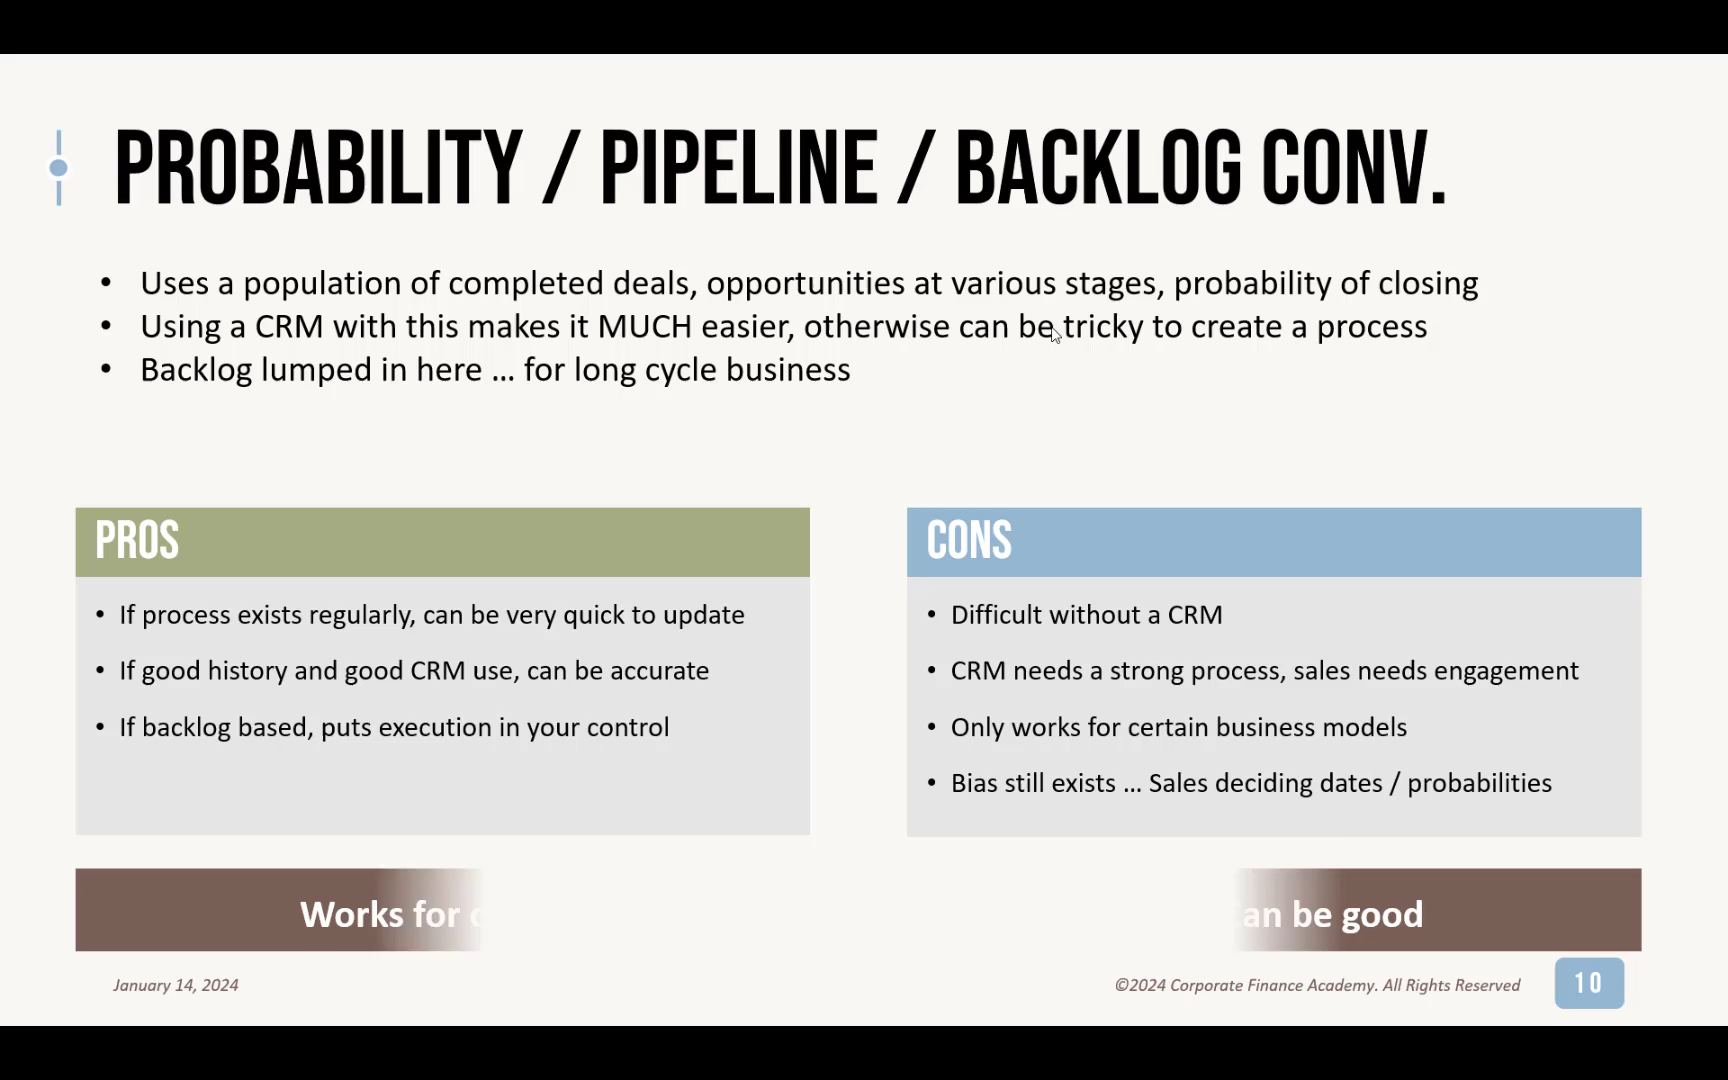 PROBABILITY / PIPELINE / BACKLOG CONV.
• Uses a population of completed deals, opportunities at various stages, probability of closing
• Using a CRM with this makes it MUCH easier, otherwise can be tricky to create a process
• Backlog lumped in here ... for long cycle business
PROS
• If process exists regularly, can be very quick to update
• If good history and good CRM use, can be accurate
• If backlog based, puts execution in your control
CONS
• Difficult without a CRM
• CRM needs a strong process, sales needs engagement
• Only works for certain business models
• Bias still exists ... Sales deciding dates / probabilities
Works for
be good
January 14, 2024
©2024 Corporate Finance Academy. All Rights Reserved
10